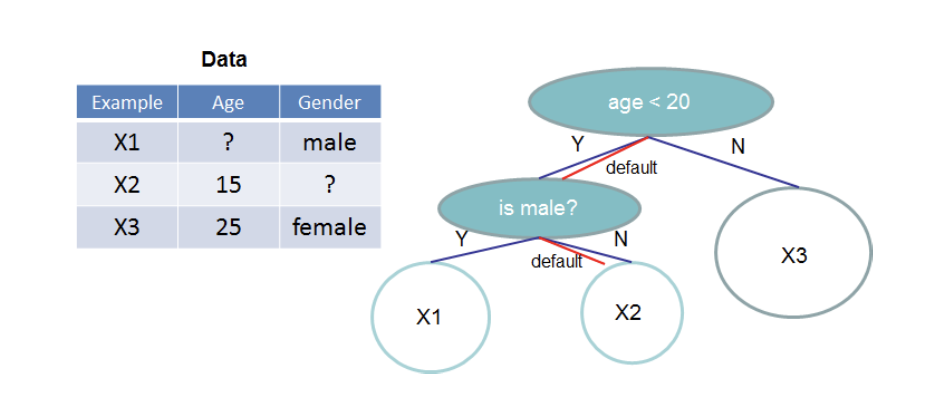 Data
Example Age Gender
X1 ? male
X2 15 ?
X3 25 female
age < 20
Y
N
default
is male?
Y
N
default
X1
X2
X3